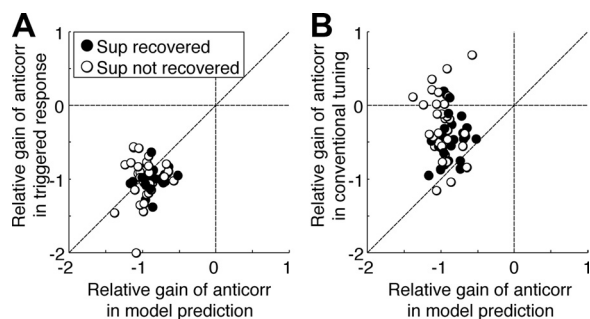 A
Relative gain of anticorr
in triggered response
Sup recovered
Sup not recovered
1
0
-1
-2
-2
-1
0
1
Relative gain of anticorr
in model prediction
B
Relative gain of anticorr
in conventional tuning
1
0
-1
-2
-2
-1
0
1
Relative gain of anticorr
in model prediction